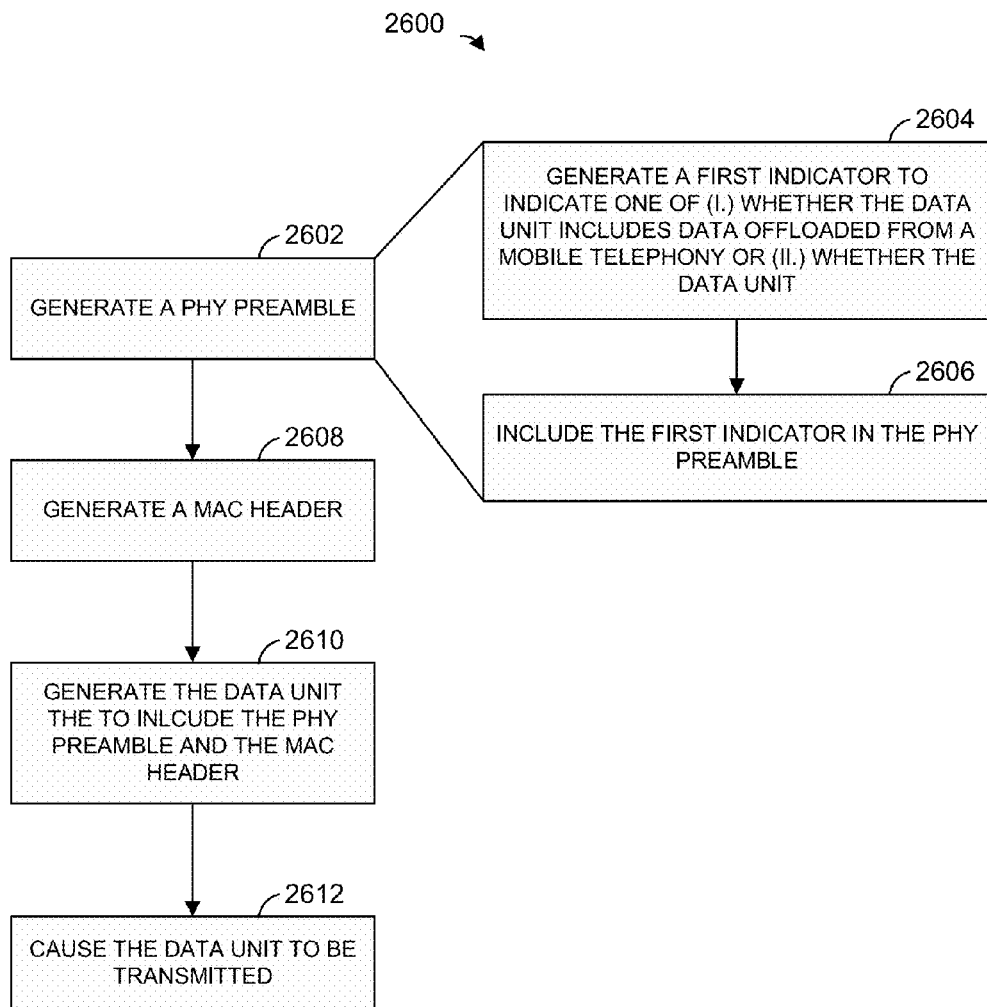 2600
2602
GENERATE A PHY PREAMBLE
2604
GENERATE A FIRST INDICATOR TO
INDICATE ONE OF (I.) WHETHER THE DATA
UNIT INCLUDES DATA OFFLOADED FROM A
MOBILE TELEPHONY OR (II.) WHETHER THE
DATA UNIT
2606
INCLUDE THE FIRST INDICATOR IN THE PHY
PREAMBLE
2608
GENERATE A MAC HEADER
2610
GENERATE THE DATA UNIT
THE TO INLCUDE THE PHY
PREAMBLE AND THE MAC
HEADER
2612
CAUSE THE DATA UNIT TO BE
TRANSMITTED